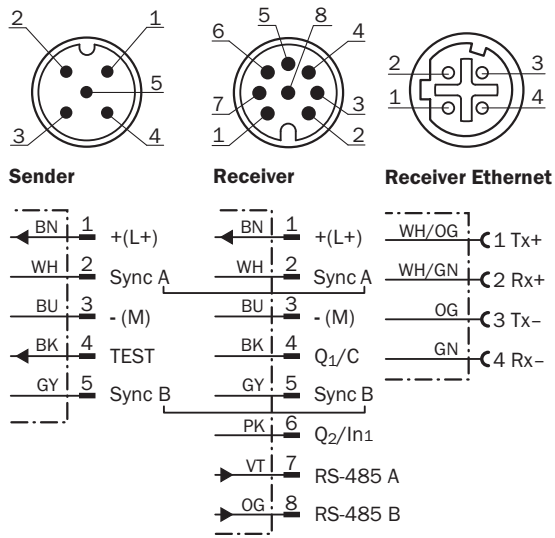 2 1 5 3 4
5 8 6 4 7 3 1 2
2 3 1 4
Sender
BN 1 +(L+)
WH 2 Sync A
BU 3 - (M)
BK 4 TEST
GY 5 Sync B
Receiver
BN 1 +(L+)
WH 2 Sync A
BU 3 - (M)
BK 4 Q1/C
GY 5 Sync B
PK 6 Q2/In1
VT 7 RS-485 A
OG 8 RS-485 B
Receiver Ethernet
WH/OG 1 Tx+
WH/GN 2 Rx+
OG 3 Tx–
GN 4 Rx–